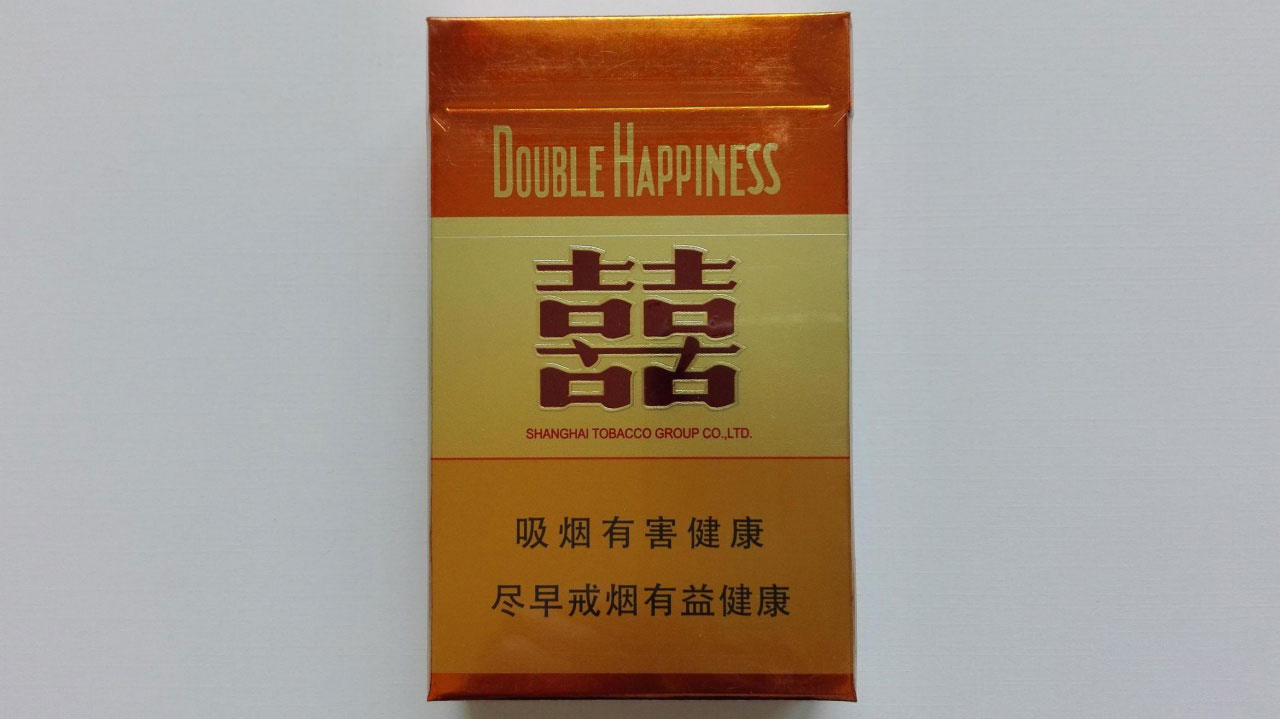 DOUBLE HAPPINESS
囍
SHANGHAI TOBACCO GROUP CO.,LTD.
吸烟有害健康
尽早戒烟有益健康